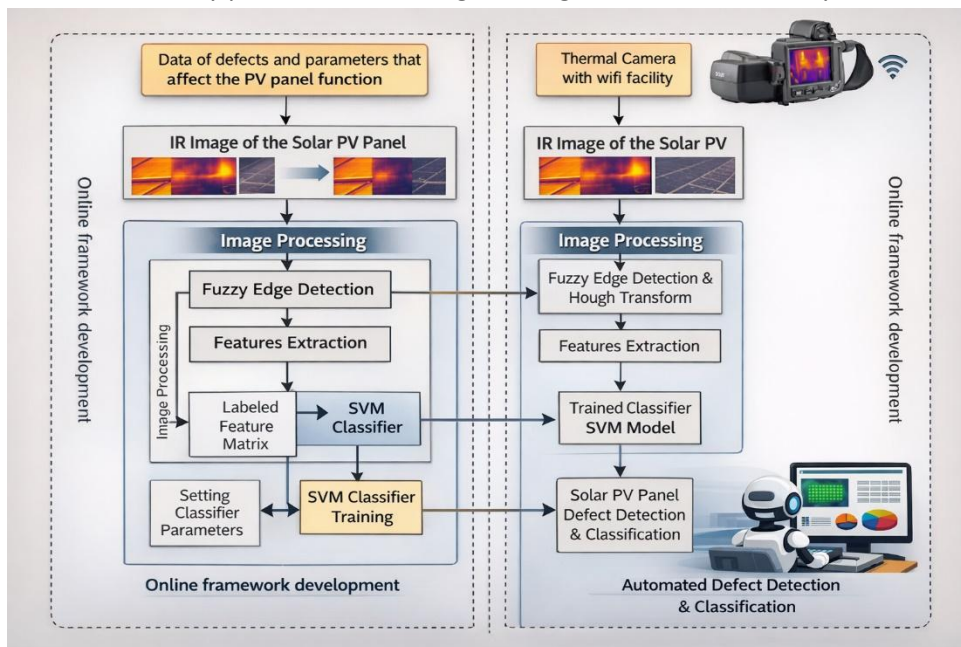 Data of defects and parameters that
affect the PV panel function
IR Image of the Solar PV Panel
Online framework development
Image Processing
Image Processing
Fuzzy Edge Detection
Features Extraction
Labeled
Feature
Matrix
SVM
Classifier
Setting
Classifier
Parameters
SVM Classifier
Training
Online framework development
Thermal Camera
with wifi facility
IR Image of the Solar PV
Image Processing
Fuzzy Edge Detection &
Hough Transform
Features Extraction
Trained Classifier
SVM Model
Solar PV Panel
Defect Detection
& Classification
Online framework development
Automated Defect Detection
& Classification